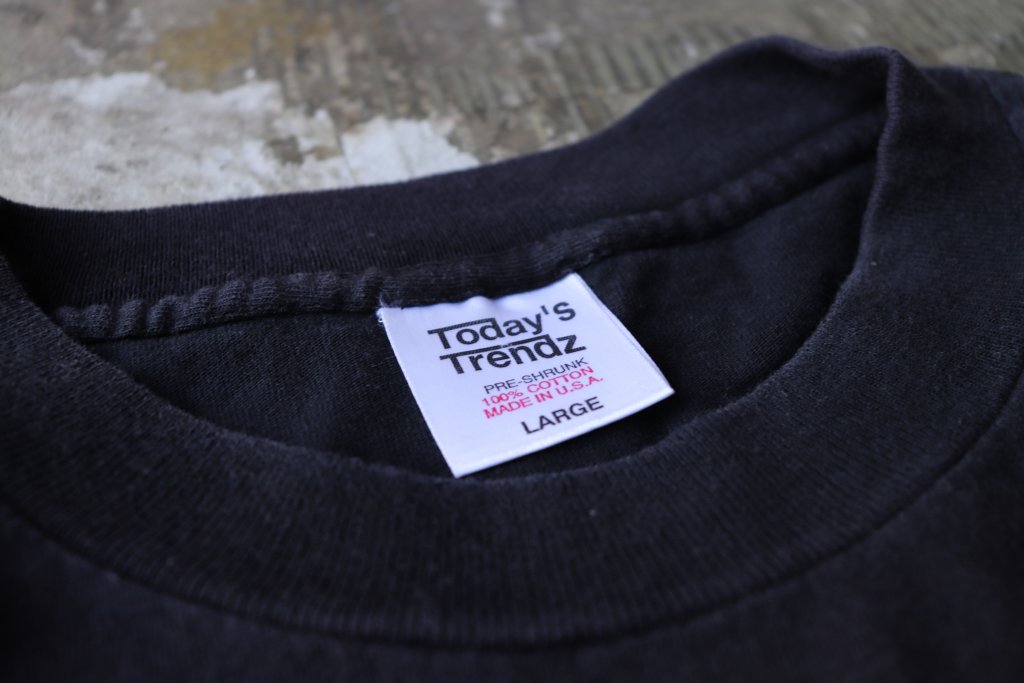 Today's
Trendz
PRE-SHRUNK
100% COTTON
MADE IN U.S.A.
LARGE